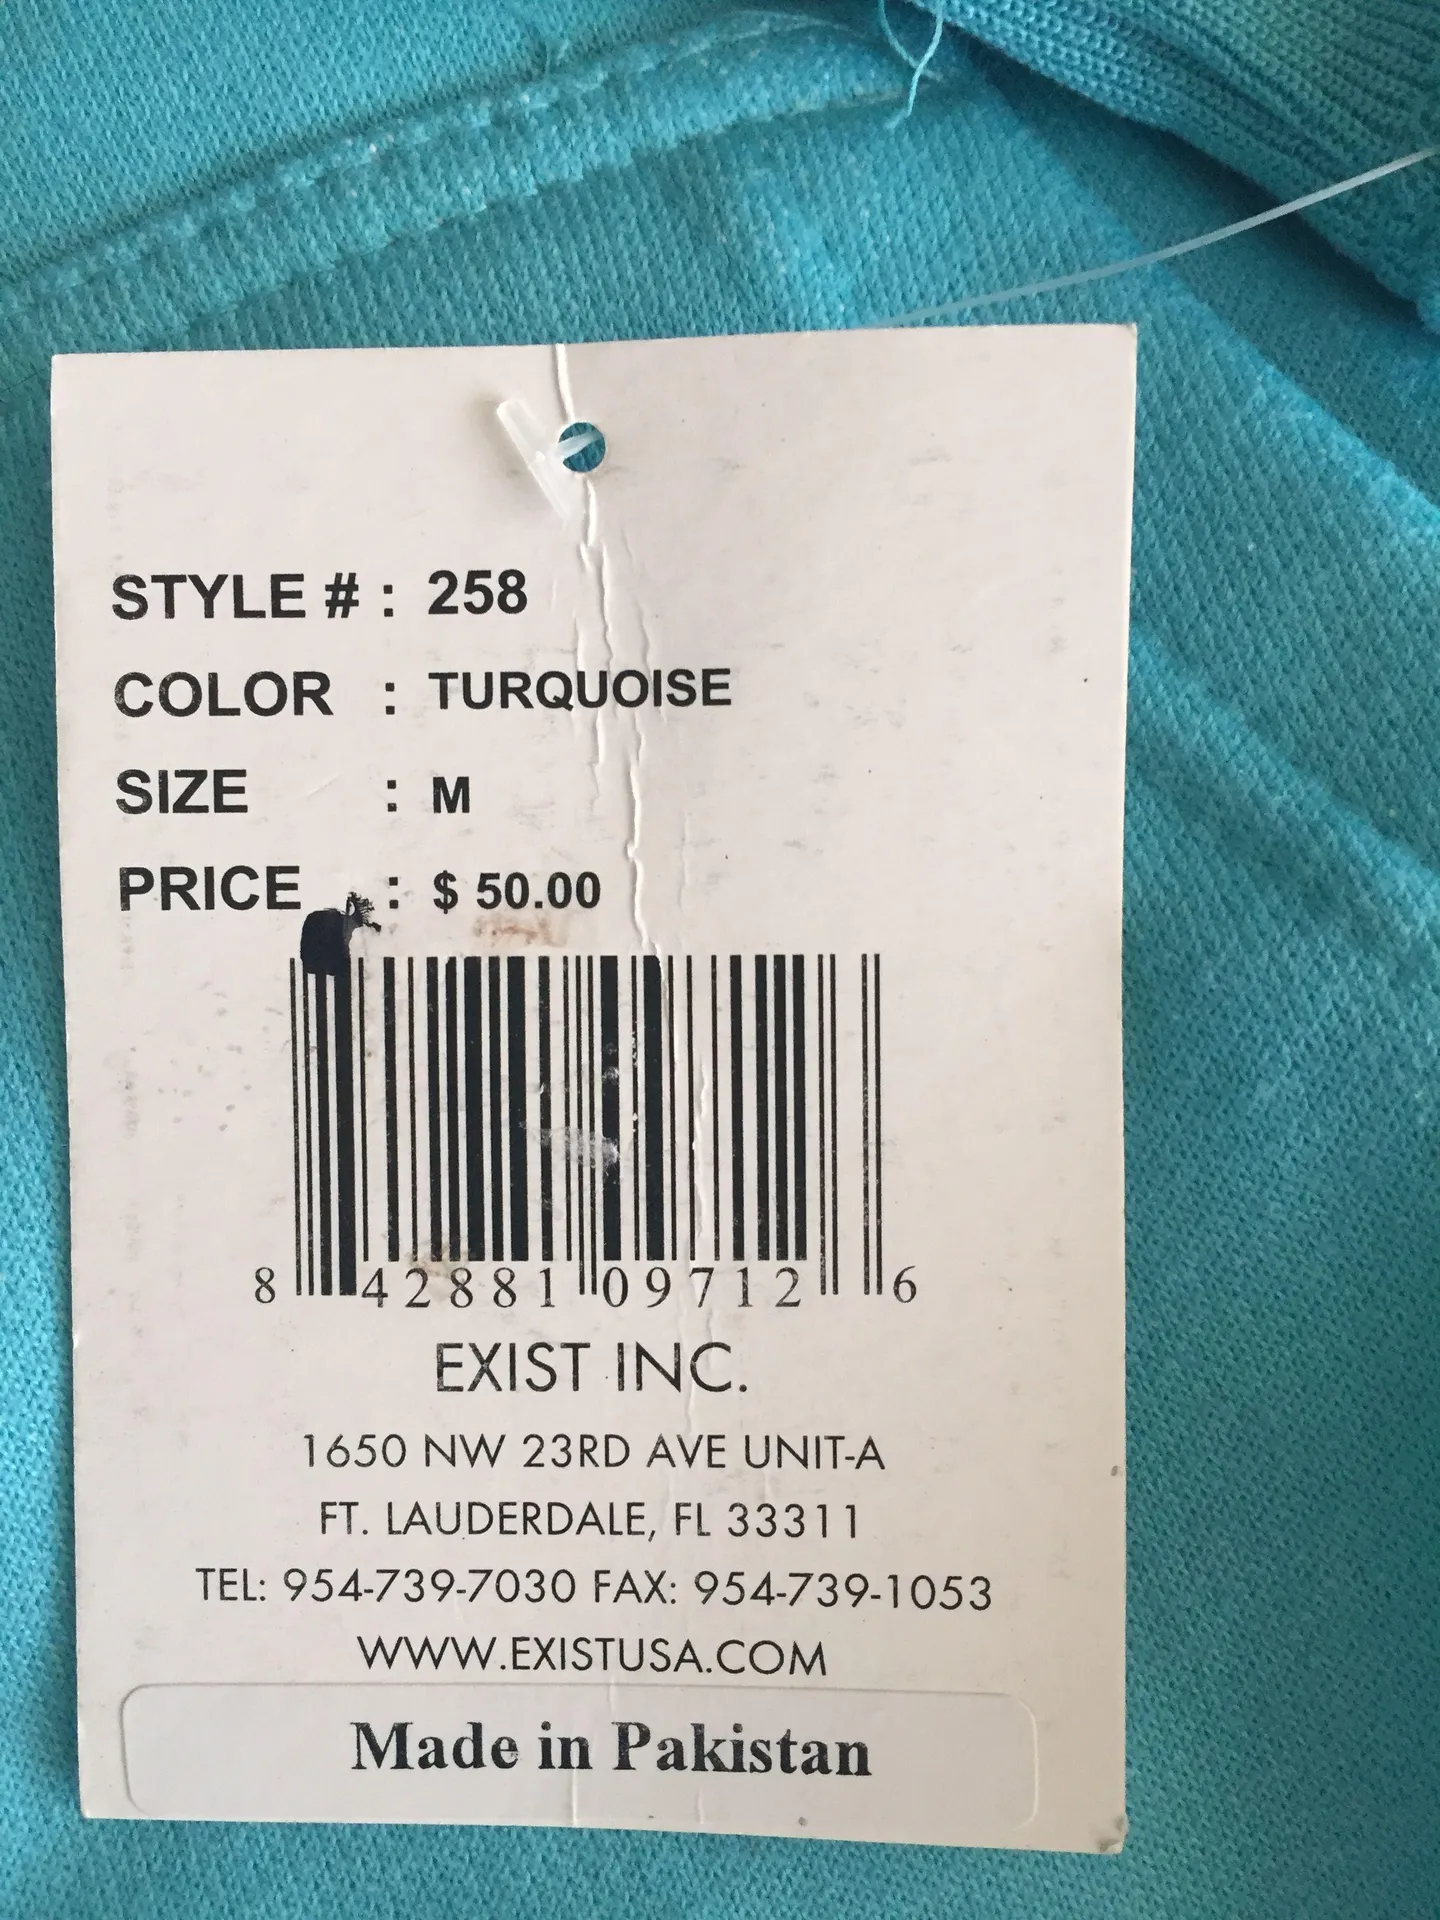 STYLE # : 258
COLOR : TURQUOISE
SIZE : M
PRICE : $ 50.00
8 42881 09712 6
EXIST INC.
1650 NW 23RD AVE UNIT-A
FT. LAUDERDALE, FL 33311
TEL: 954-739-7030 FAX: 954-739-1053
WWW.EXISTUSA.COM
Made in Pakistan